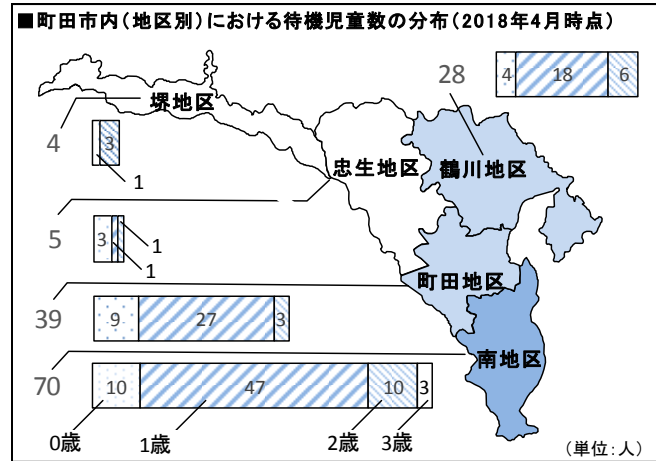 ■町田市内(地区別)における待機児童数の分布(2018年4月時点)
28
4 18 6
堺地区
4
3
1
忠生地区
鶴川地区
5
3
1
1
町田地区
39
9 27 3
南地区
70
10 47 10 3
0歳 1歳 2歳 3歳
(単位:人)